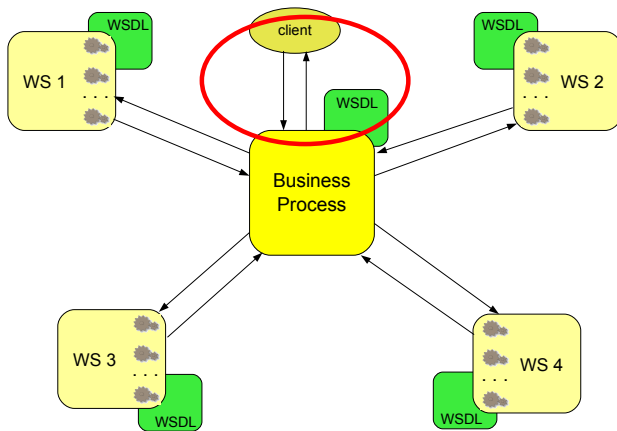 client
WSDL
WSDL
WS 1
. . .
WSDL
WS 2
. . .
Business
Process
WS 3
. . .
WSDL
WS 4
. . .
WSDL